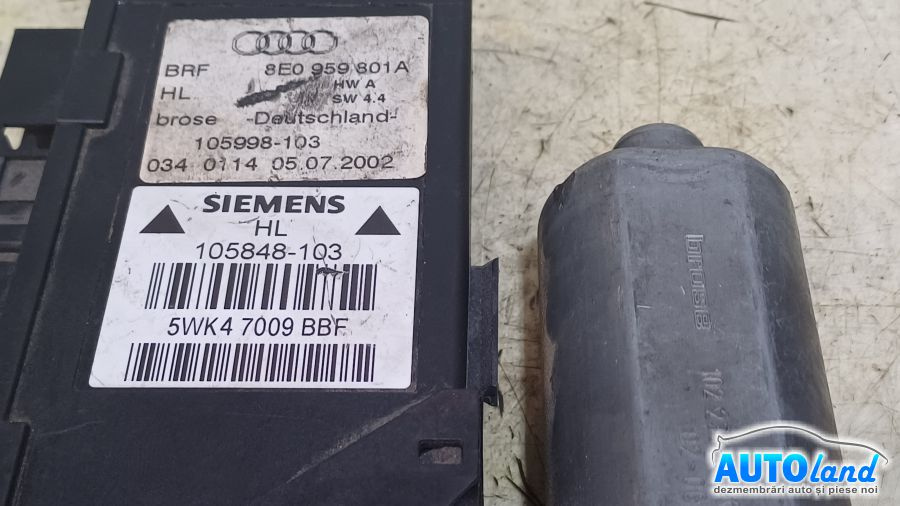 BRF 8E0 959 801A
HL HW A
SW 4.4
brose -Deutschland-
105998-103
034 0114 05.07.2002
SIEMENS
HL
105848-103
5WK4 7009 BBF
brose
AUTOland
dezmembrări auto și piese noi